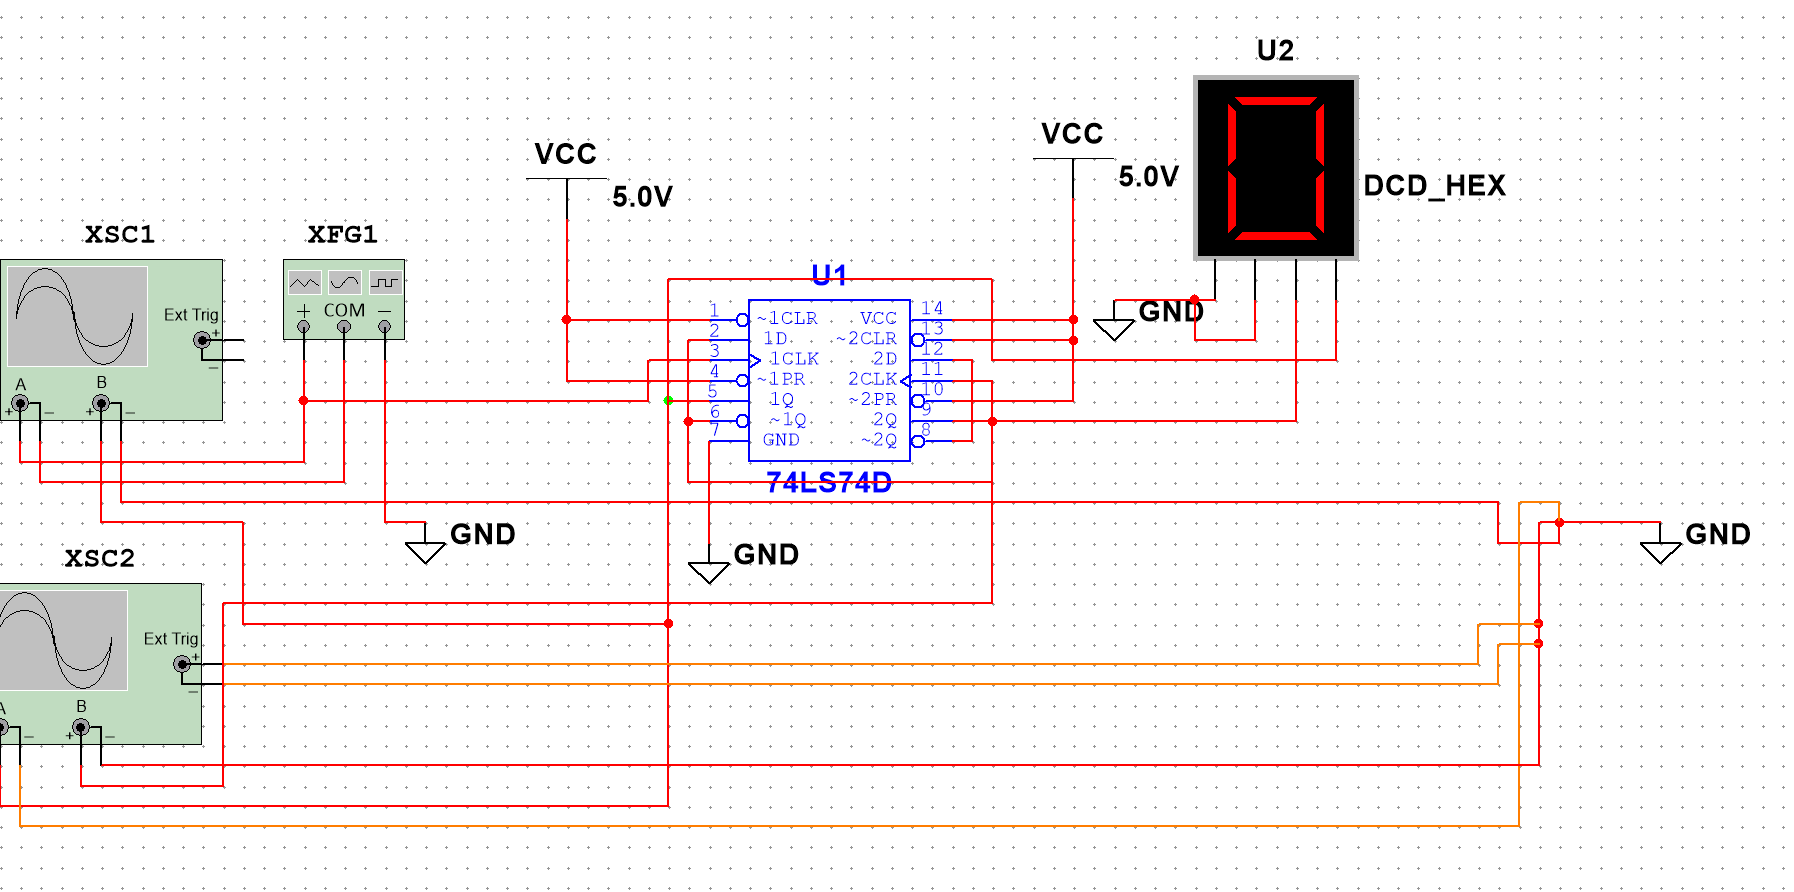 U2
VCC
5.0V
DCD_HEX
VCC
5.0V
XSC1
XFG1
Ext Trig
+
−
A
B
+ − + −
+ COM −
U1
1 ~1CLR VCC 14
2 1D ~2CLR 13
3 1CLK 2D 12
4 ~1PR 2CLK 11
5 1Q ~2PR 10
6 ~1Q 2Q 9
7 GND ~2Q 8
74LS74D
GND
GND
GND
GND
XSC2
Ext Trig
+
−
A
B
− + −